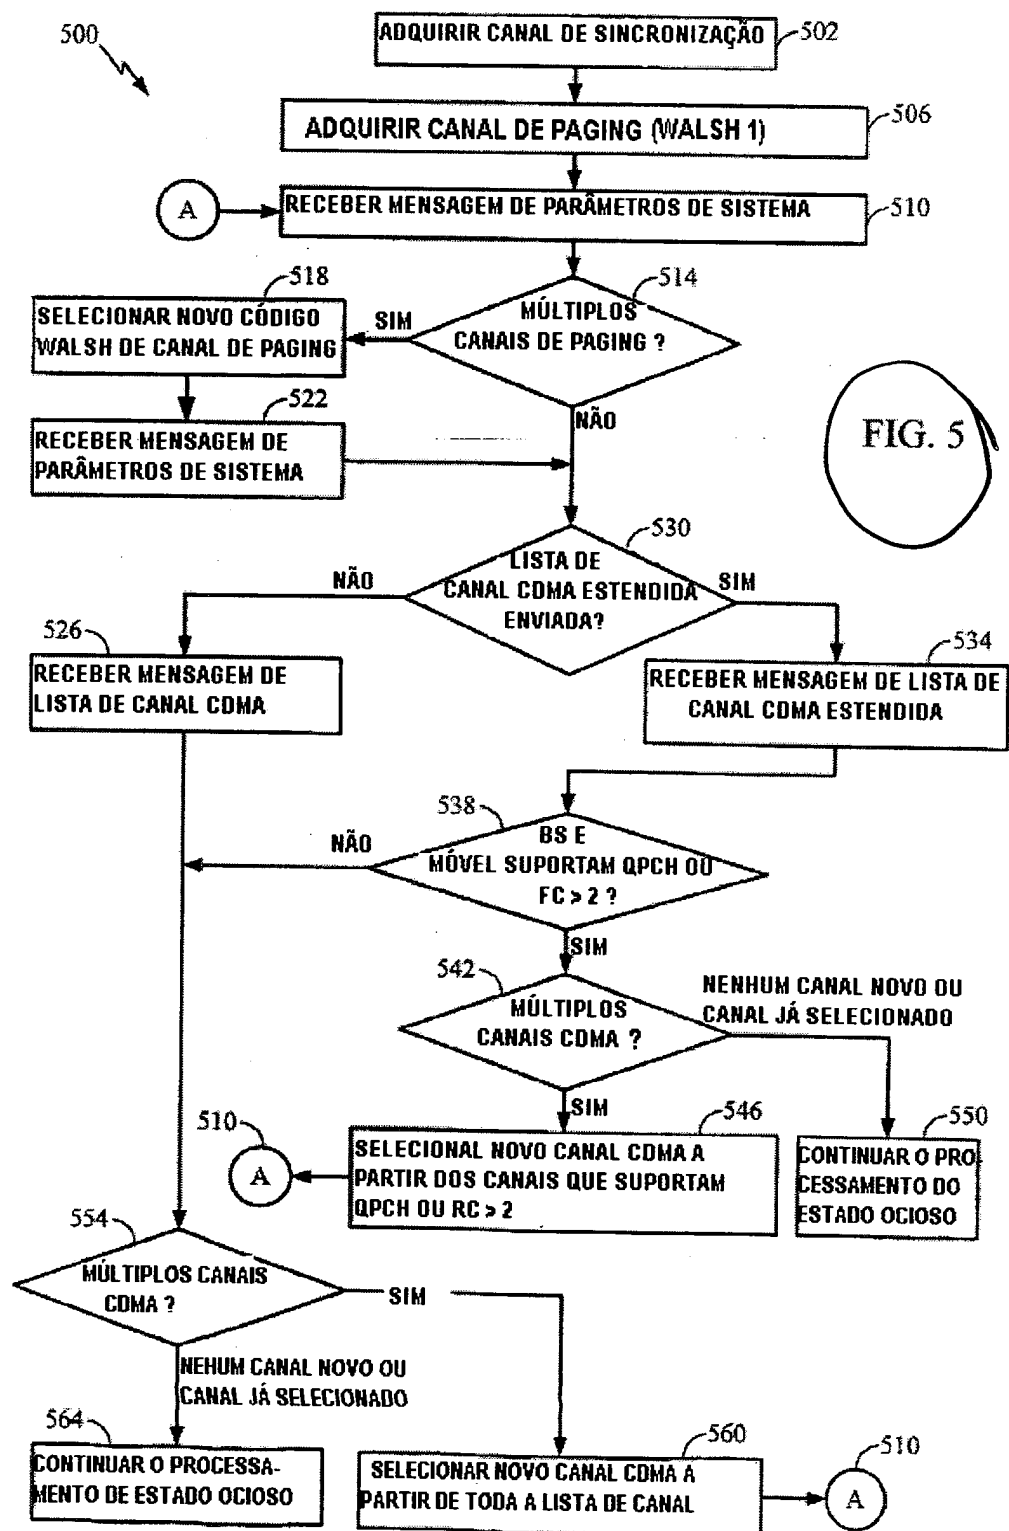 500
ADQUIRIR CANAL DE SINCRONIZAÇÃO
502
ADQUIRIR CANAL DE PAGING (WALSH 1)
506
A
RECEBER MENSAGEM DE PARÂMETROS DE SISTEMA
510
518
514
SELECIONAR NOVO CÓDIGO
WALSH DE CANAL DE PAGING
SIM
MÚLTIPLOS
CANAIS DE PAGING ?
522
NÃO
RECEBER MENSAGEM DE
PARÂMETROS DE SISTEMA
FIG. 5
530
LISTA DE
CANAL CDMA ESTENDIDA
ENVIADA?
NÃO
SIM
526
RECEBER MENSAGEM DE
LISTA DE CANAL CDMA
534
RECEBER MENSAGEM DE LISTA DE
CANAL CDMA ESTENDIDA
538
NÃO
BS E
MÓVEL SUPORTAM QPCH OU
FC > 2 ?
SIM
542
MÚLTIPLOS
CANAIS CDMA ?
NENHUM CANAL NOVO OU
CANAL JÁ SELECIONADO
SIM
510
A
546
SELECIONAL NOVO CANAL CDMA A
PARTIR DOS CANAIS QUE SUPORTAM
QPCH OU RC > 2
550
CONTINUAR O PRO-
CESSAMENTO DO
ESTADO OCIOSO
554
MÚLTIPLOS CANAIS
CDMA ?
SIM
NEHUM CANAL NOVO OU
CANAL JÁ SELECIONADO
564
CONTINUAR O PROCESSA-
MENTO DE ESTADO OCIOSO
560
SELECIONAR NOVO CANAL CDMA A
PARTIR DE TODA A LISTA DE CANAL
510
A